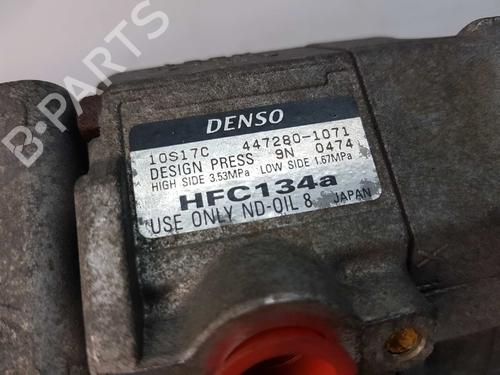 DENSO
10S17C 447280-1071
DESIGN PRESS 9N 0474
HIGH SIDE 3.53MPa LOW SIDE 1.67MPa
HFC134a
USE ONLY ND-OIL 8 JAPAN
B-PARTS